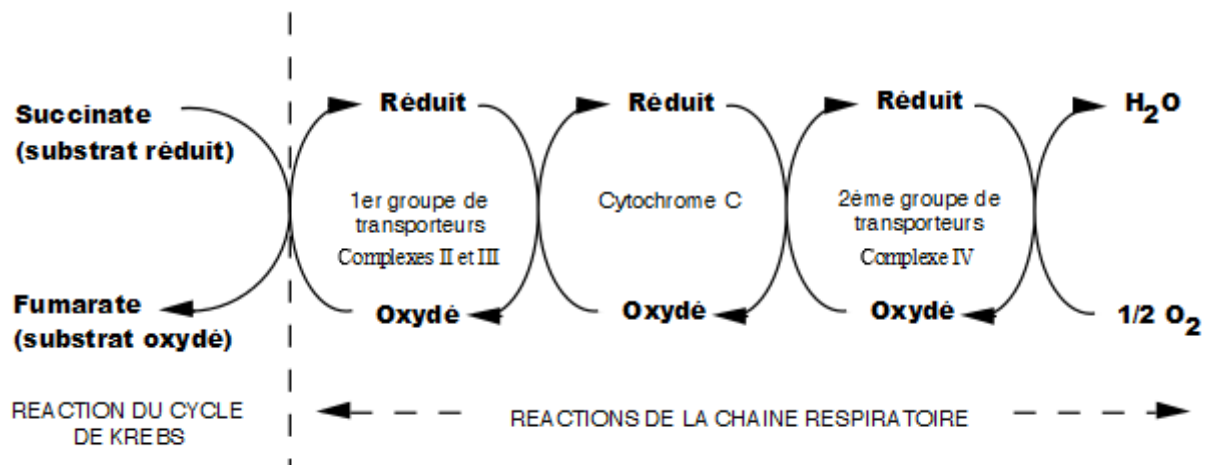 Succinate
(substrat réduit)
Réduit
Réduit
Réduit
H2O
1er groupe de
transporteurs
Complexes II et III
Cytochrome C
2ème groupe de
transporteurs
Complexe IV
Fumarate
(substrat oxydé)
Oxydé
Oxydé
Oxydé
1/2 O2
REACTION DU CYCLE
DE KREBS
REACTIONS DE LA CHAINE RESPIRATOIRE